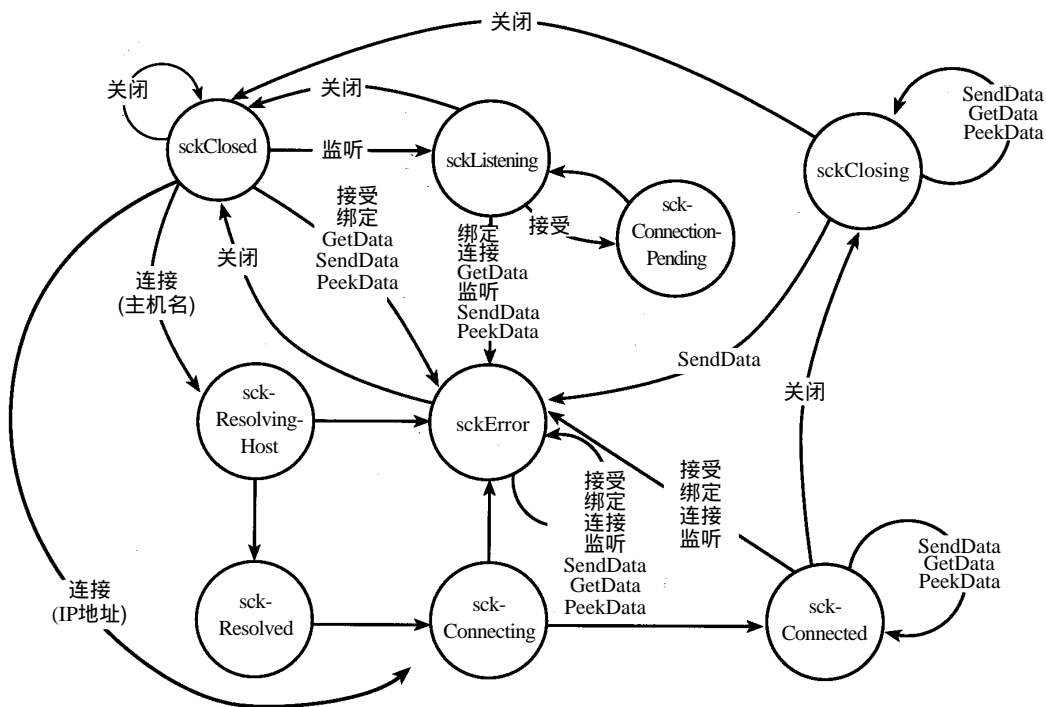 关闭
关闭
关闭
sckClosed
监听
sckListening
SendData
GetData
PeekData
sckClosing
sck-
Connection-
Pending
接受
接受
绑定
GetData
SendData
PeekData
绑定
连接
GetData
监听
SendData
PeekData
关闭
连接
(主机名)
SendData
关闭
sck-
Resolving-
Host
sckError
接受
绑定
连接
监听
SendData
GetData
PeekData
接受
绑定
连接
监听
SendData
GetData
PeekData
连接
(IP地址)
sck-
Resolved
sck-
Connecting
sck-
Connected